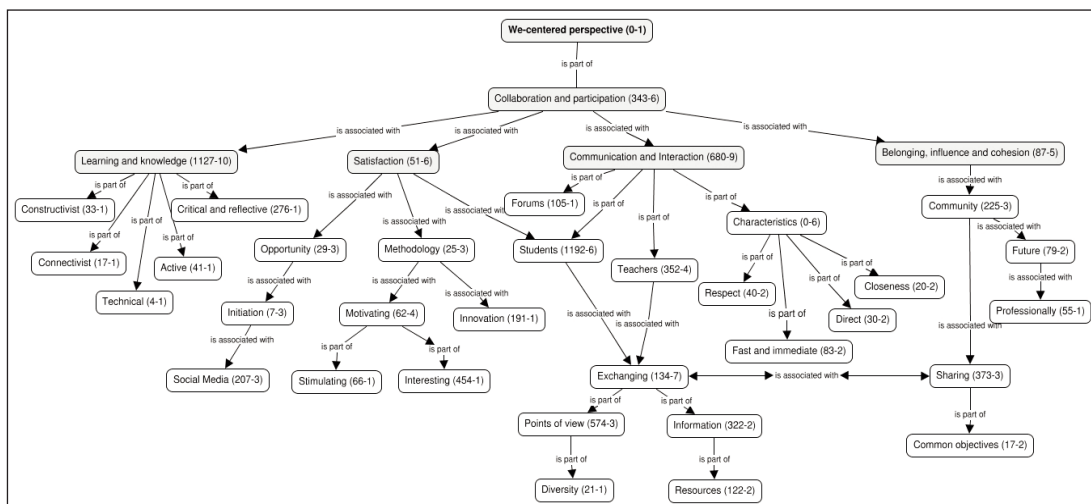 We-centered perspective (0-1)
is part of
Collaboration and participation (343-6)
is associated with
is associated with
is associated with
is associated with
Learning and knowledge (1127-10)
Satisfaction (51-6)
Communication and Interaction (680-9)
Belonging, influence and cohesion (87-5)
is part of
is part of
is associated with
is associated with
is part of
is part of
is associated with
Constructivist (33-1)
Critical and reflective (276-1)
Forums (105-1)
is part of
Community (225-3)
is part of
is part of
is part of
is associated with
is part of
Characteristics (0-6)
is associated with
Connectivist (17-1)
Active (41-1)
Opportunity (29-3)
Methodology (25-3)
Students (1192-6)
Future (79-2)
is part of
Teachers (352-4)
is part of
is part of
is part of
Technical (4-1)
is associated with
is associated with
is associated with
is associated with
Respect (40-2)
Closeness (20-2)
Initiation (7-3)
Motivating (62-4)
Innovation (191-1)
is part of
Direct (30-2)
Professionally (55-1)
is associated with
is associated with
is associated with
is associated with
is part of
is part of
Fast and immediate (83-2)
Social Media (207-3)
Stimulating (66-1)
Interesting (454-1)
Exchanging (134-7)
is associated with
Sharing (373-3)
is part of
is part of
is part of
Points of view (574-3)
Information (322-2)
Common objectives (17-2)
is part of
is part of
Diversity (21-1)
Resources (122-2)